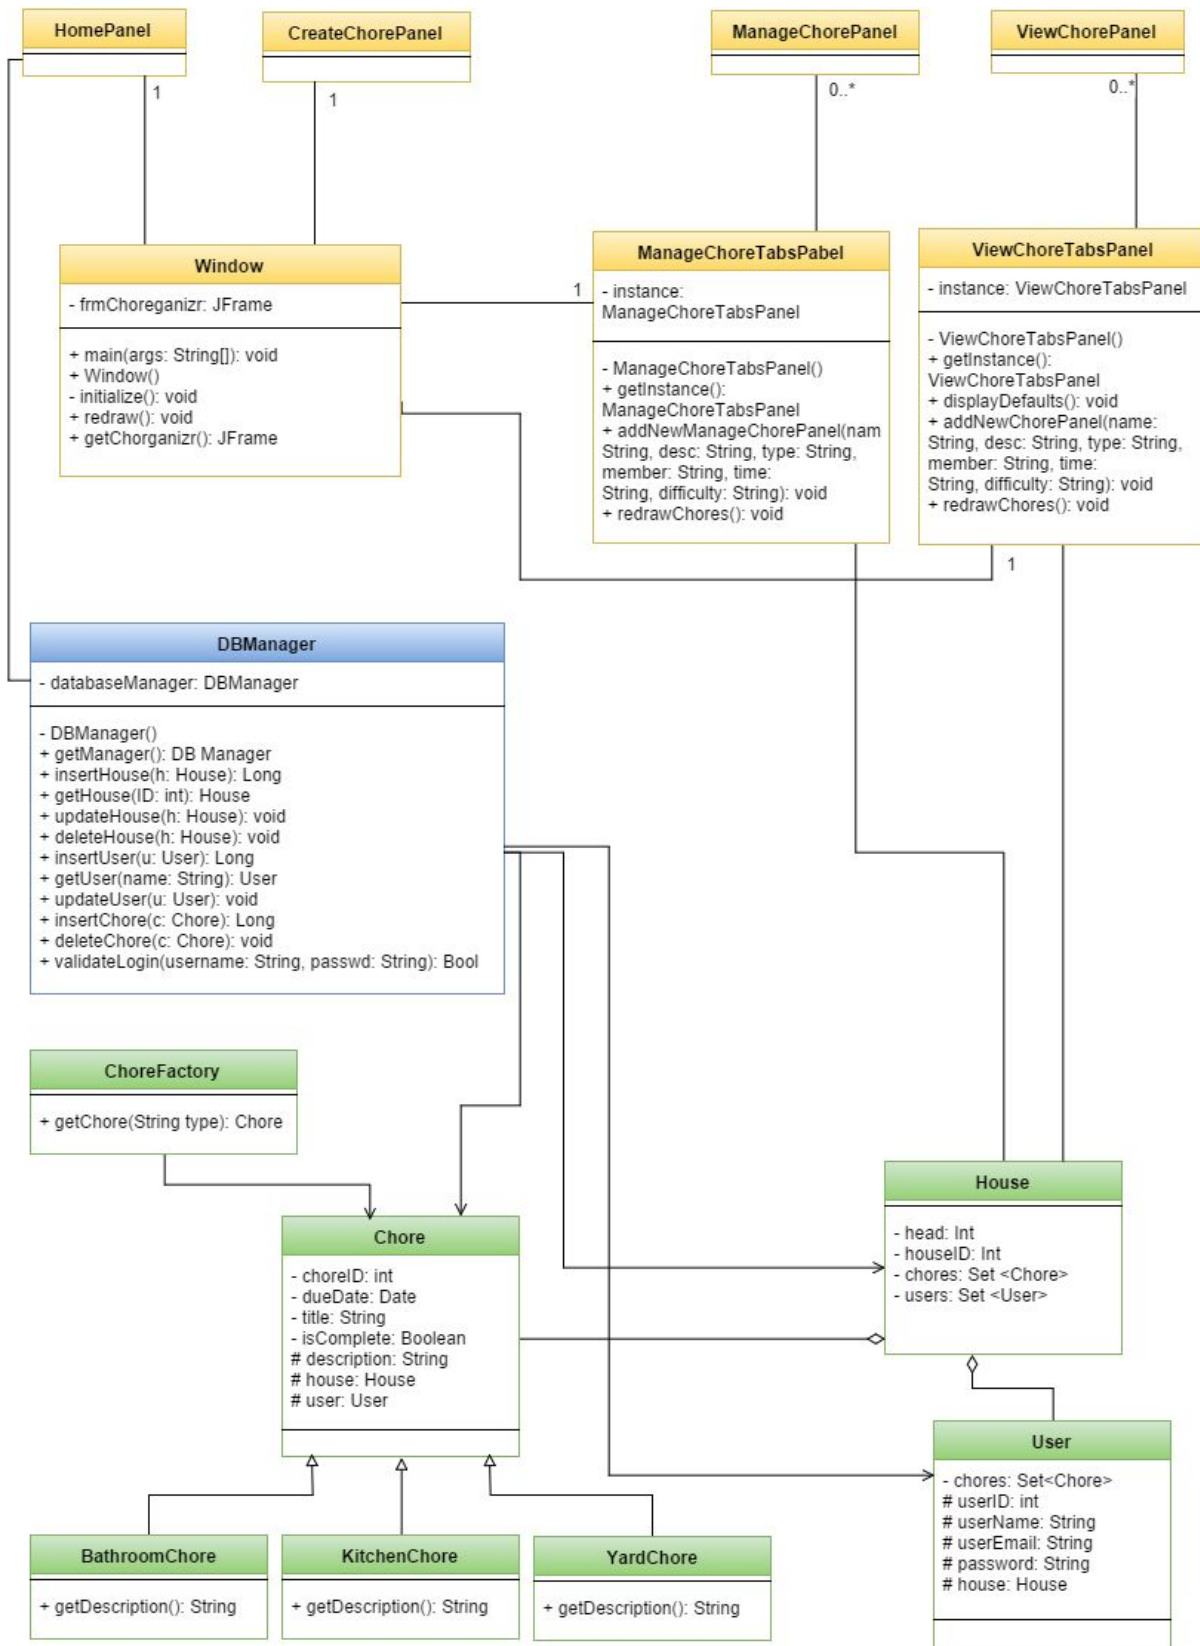 HomePanel
CreateChorePanel
ManageChorePanel
ViewChorePanel
1
1
0..*
0..*
Window
- frmChoreganizr: JFrame
+ main(args: String[]): void
+ Window()
- initialize(): void
+ redraw(): void
+ getChorganizr(): JFrame
1
ManageChoreTabsPabel
- instance:
ManageChoreTabsPanel
- ManageChoreTabsPanel()
+ getInstance():
ManageChoreTabsPanel
+ addNewManageChorePanel(nam
String, desc: String, type: String,
member: String, time:
String, difficulty: String): void
+ redrawChores(): void
ViewChoreTabsPanel
- instance: ViewChoreTabsPanel
- ViewChoreTabsPanel()
+ getInstance():
ViewChoreTabsPanel
+ displayDefaults(): void
+ addNewChorePanel(name:
String, desc: String, type: String,
member: String, time:
String, difficulty: String): void
+ redrawChores(): void
1
DBManager
- databaseManager: DBManager
- DBManager()
+ getManager(): DB Manager
+ insertHouse(h: House): Long
+ getHouse(ID: int): House
+ updateHouse(h: House): void
+ deleteHouse(h: House): void
+ insertUser(u: User): Long
+ getUser(name: String): User
+ updateUser(u: User): void
+ insertChore(c: Chore): Long
+ deleteChore(c: Chore): void
+ validateLogin(username: String, passwd: String): Bool
ChoreFactory
+ getChore(String type): Chore
Chore
- choreID: int
- dueDate: Date
- title: String
- isComplete: Boolean
# description: String
# house: House
# user: User
House
- head: Int
- houseID: Int
- chores: Set <Chore>
- users: Set <User>
User
- chores: Set<Chore>
# userID: int
# userName: String
# userEmail: String
# password: String
# house: House
BathroomChore
+ getDescription(): String
KitchenChore
+ getDescription(): String
YardChore
+ getDescription(): String